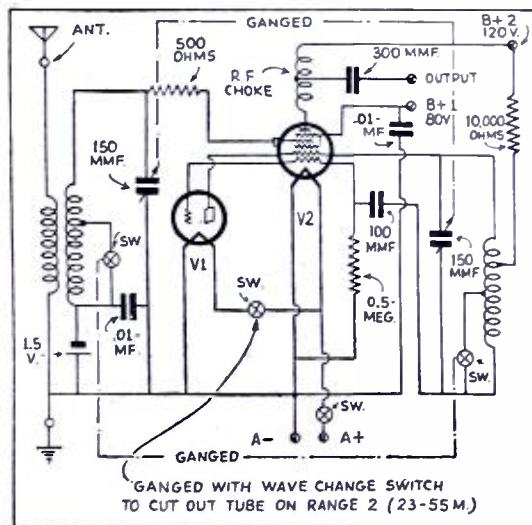 ANT.
GANGED
500
OHMS
R F
CHOKE
300 MMF.
B+2
120V.
OUTPUT
B+1
80V
.01-
MF.
10,000
OHMS
150
MMF.
V1
V2
100
MMF
150
MMF
SW.
SW.
.01-
MF.
0.5-
MEG.
1.5
V.
SW.
SW.
A-
A+
GANGED
GANGED WITH WAVE CHANGE SWITCH
TO CUT OUT TUBE ON RANGE 2 (23-55M.)